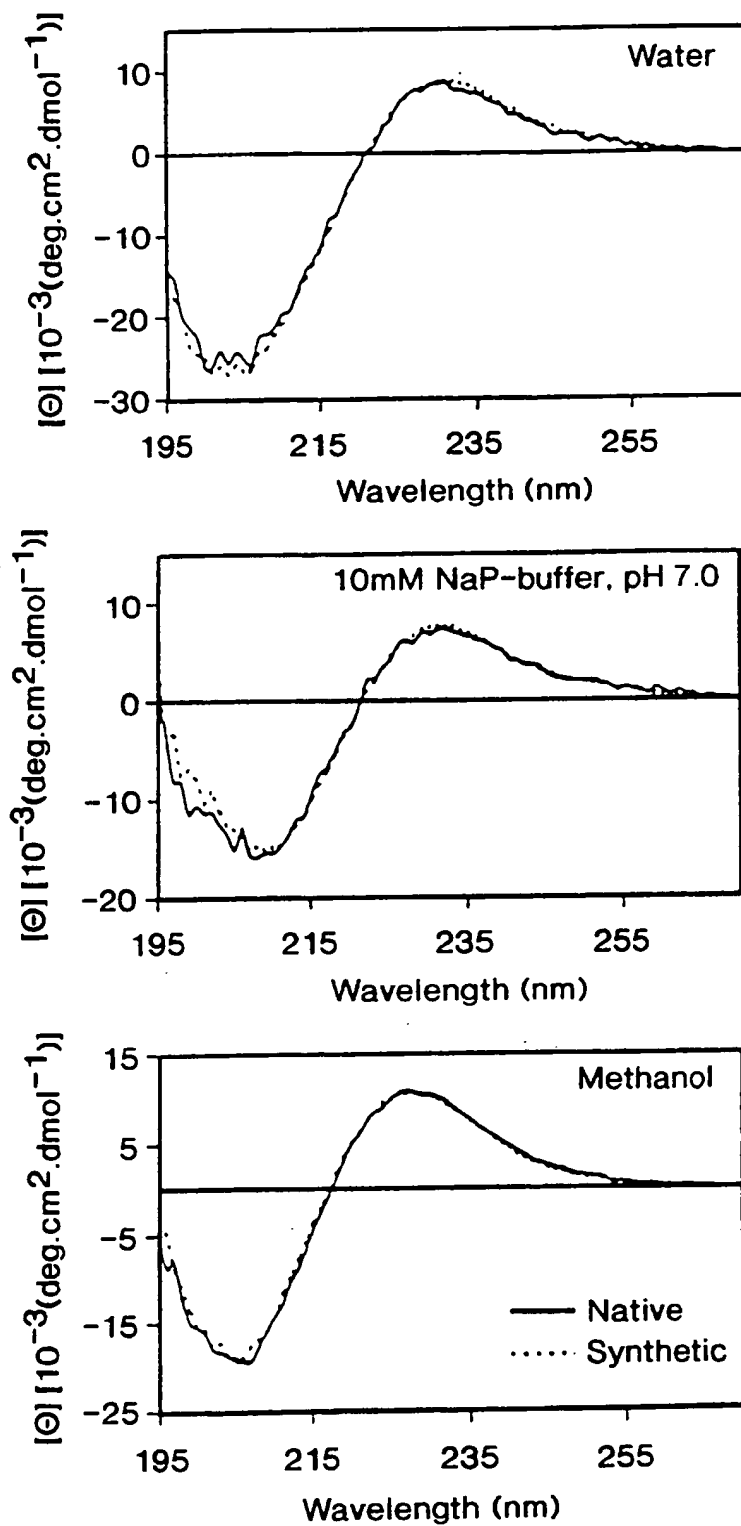 Water
[Θ] [10⁻³(deg.cm².dmol⁻¹)]
10
0
−10
−20
−30
195 215 235 255
Wavelength (nm)
10mM NaP-buffer, pH 7.0
[Θ] [10⁻³(deg.cm².dmol⁻¹)]
10
0
−10
−20
195 215 235 255
Wavelength (nm)
Methanol
[Θ] [10⁻³(deg.cm².dmol⁻¹)]
15
5
−5
−15
−25
Native
Synthetic
195 215 235 255
Wavelength (nm)